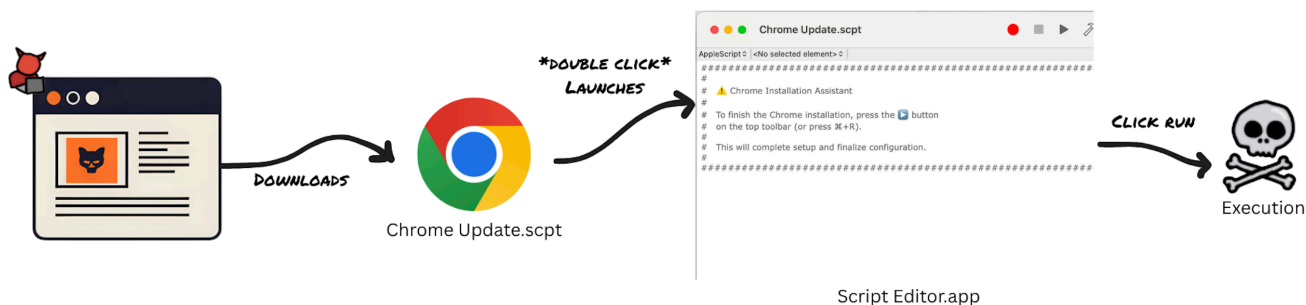 Downloads
Chrome Update.scpt
*Double click*
Launches
Chrome Update.scpt
AppleScript <No selected element>
########################################################
#
# ⚠️ Chrome Installation Assistant
#
# To finish the Chrome installation, press the ▶️ button
# on the top toolbar (or press ⌘+R).
#
# This will complete setup and finalize configuration.
#
########################################################
Script Editor.app
Click run
Execution